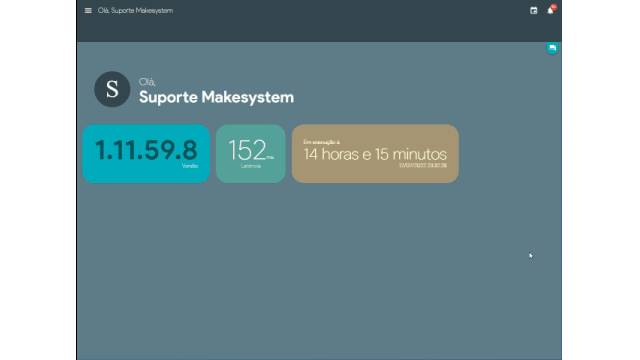 Olá, Suporte Makesystem
S
Olá,
Suporte Makesystem
1.11.59.8
Versão
152ms
Latência
Em execução à
14 horas e 15 minutos